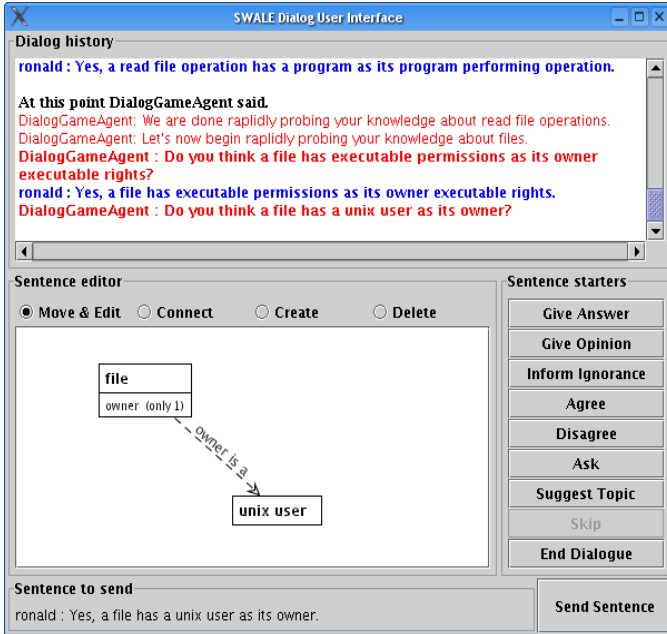 SWALE Dialog User Interface
Dialog history
ronald : Yes, a read file operation has a program as its program performing operation.
At this point DialogGameAgent said.
DialogGameAgent: We are done raplidly probing your knowledge about read file operations.
DialogGameAgent: Let's now begin raplidly probing your knowledge about files.
DialogGameAgent : Do you think a file has executable permissions as its owner
executable rights?
ronald : Yes, a file has executable permissions as its owner executable rights.
DialogGameAgent : Do you think a file has a unix user as its owner?
Sentence editor
Move & Edit Connect Create Delete
file
owner (only 1)
owner is a
unix user
Sentence starters
Give Answer
Give Opinion
Inform Ignorance
Agree
Disagree
Ask
Suggest Topic
Skip
End Dialogue
Sentence to send
ronald : Yes, a file has a unix user as its owner.
Send Sentence